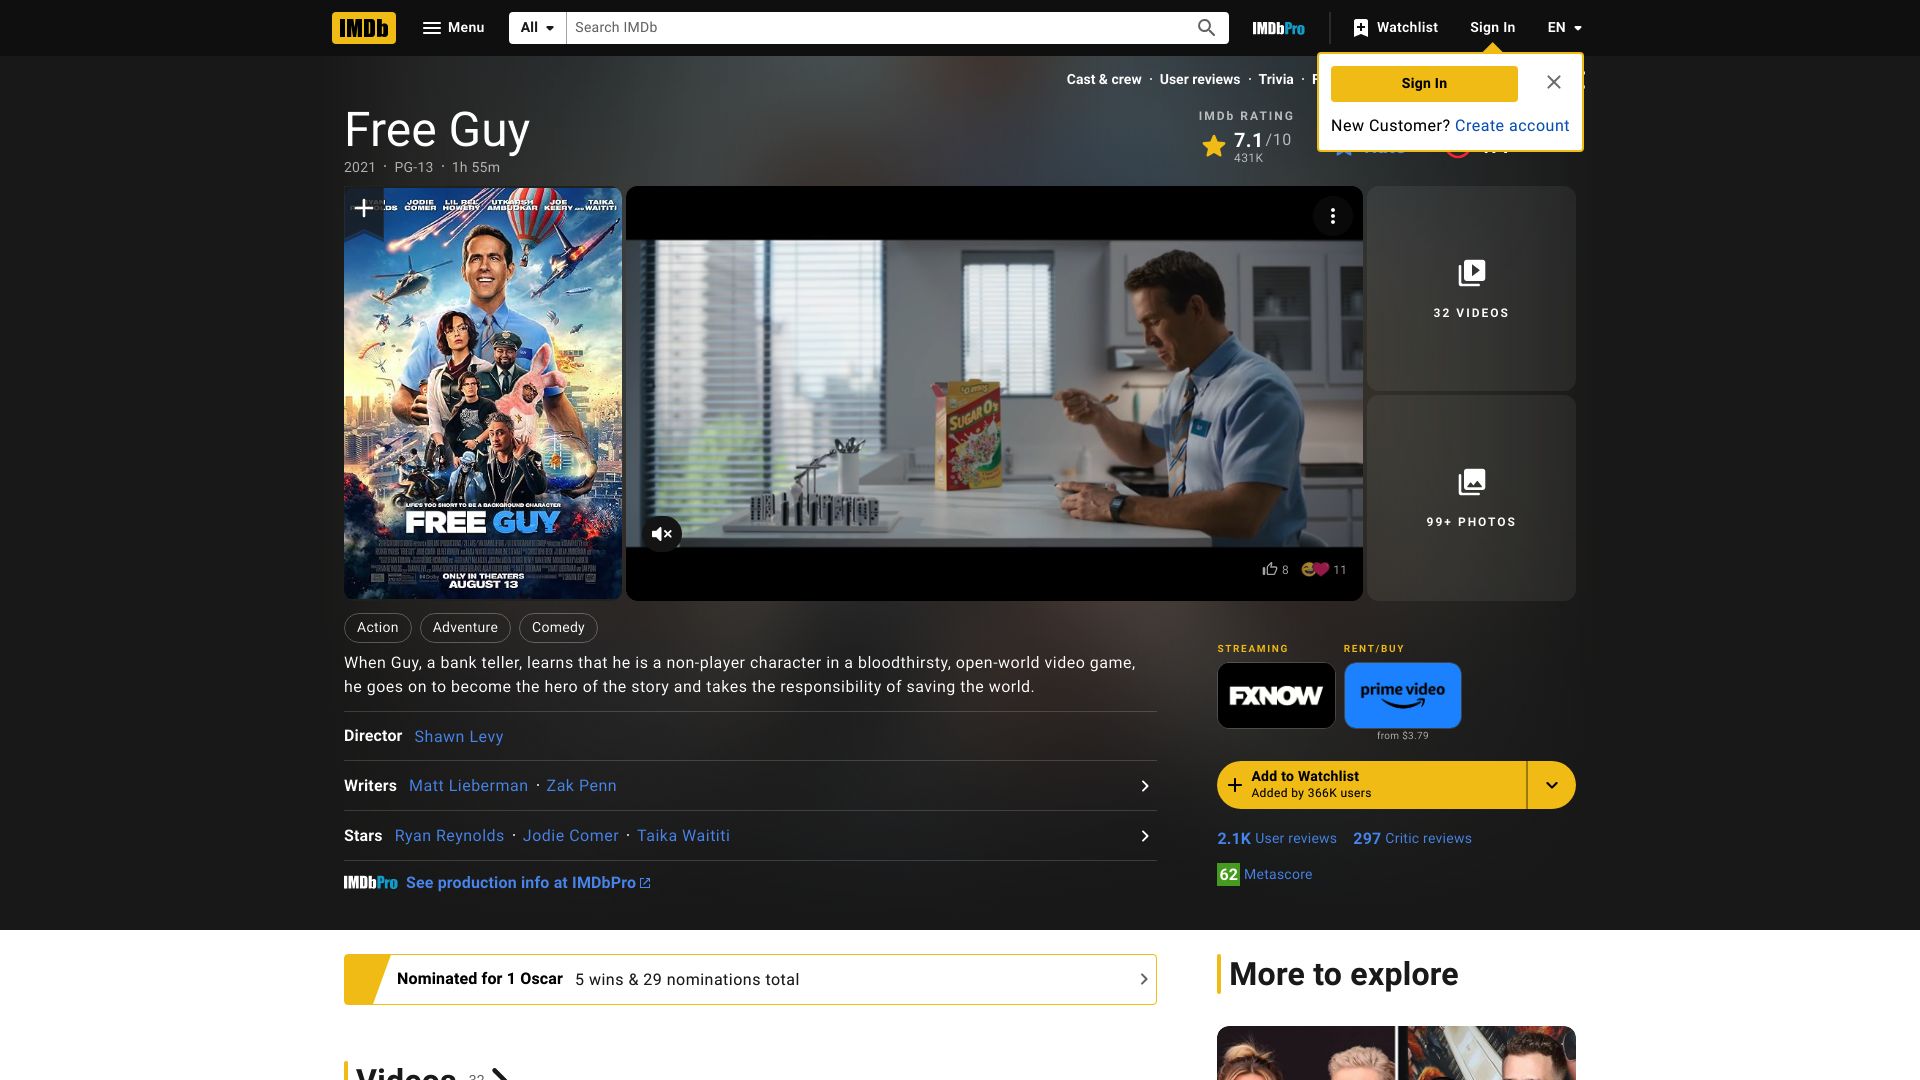 IMDb Menu All Search IMDb IMDbPro Watchlist Sign In EN
Cast & crew · User reviews · Trivia ·
Sign In
New Customer? Create account
Free Guy
2021 · PG-13 · 1h 55m
IMDb RATING
7.1/10
431K
JODIE COMER LIL REL HOWERY UTKARSH AMBUDKAR JOE KEERY AND TAIKA WAITITI
LIFE'S TOO SHORT TO BE A BACKGROUND CHARACTER
FREE GUY
ONLY IN THEATERS
AUGUST 13
SUGAR O'S
8 11
32 VIDEOS
99+ PHOTOS
Action Adventure Comedy
When Guy, a bank teller, learns that he is a non-player character in a bloodthirsty, open-world video game,
he goes on to become the hero of the story and takes the responsibility of saving the world.
Director Shawn Levy
Writers Matt Lieberman · Zak Penn
Stars Ryan Reynolds · Jodie Comer · Taika Waititi
IMDbPro See production info at IMDbPro
STREAMING RENT/BUY
FXNOW prime video
from $3.79
Add to Watchlist
Added by 366K users
2.1K User reviews 297 Critic reviews
62 Metascore
Nominated for 1 Oscar 5 wins & 29 nominations total
More to explore
Videos 32